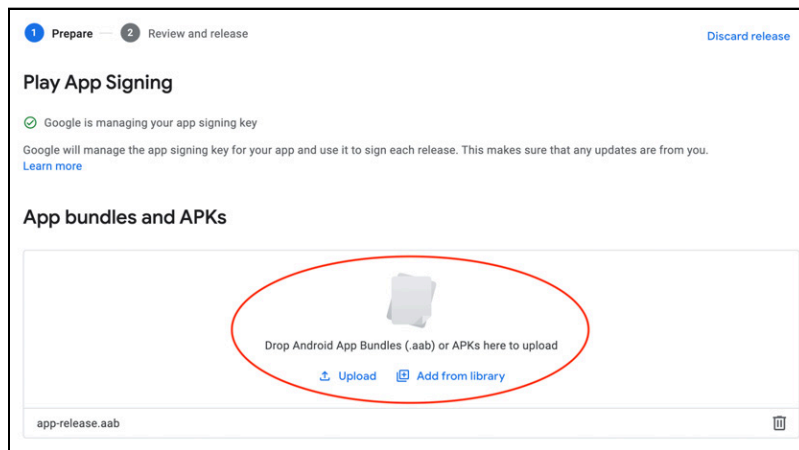 1 Prepare 2 Review and release Discard release
Play App Signing
Google is managing your app signing key
Google will manage the app signing key for your app and use it to sign each release. This makes sure that any updates are from you.
Learn more
App bundles and APKs
Drop Android App Bundles (.aab) or APKs here to upload
Upload Add from library
app-release.aab